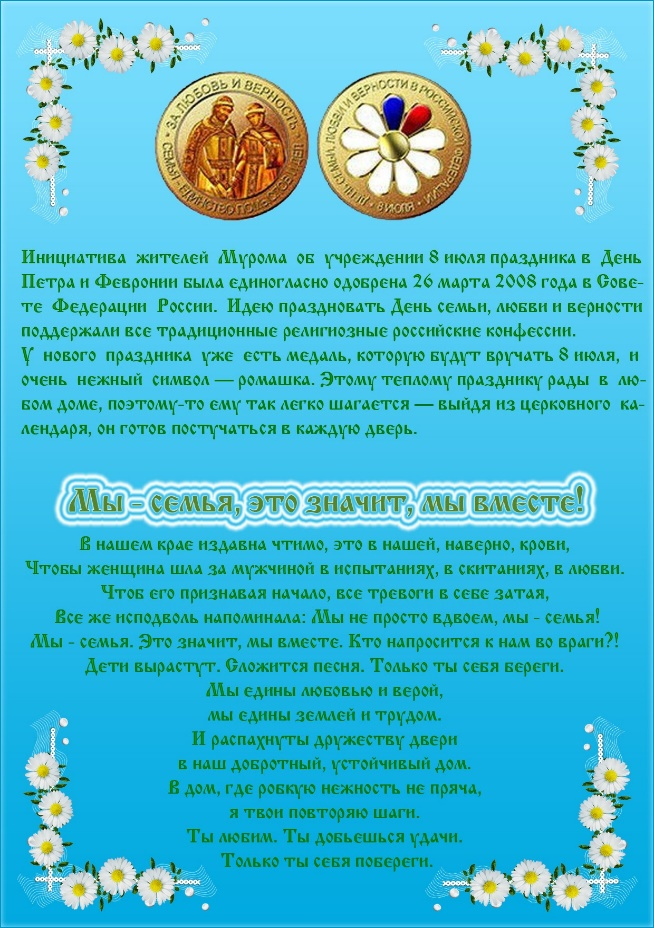 ЗА ЛЮБОВЬ И ВЕРНОСТЬ
СЕМЬЯ - ЕДИНСТВО ПОМЫСЛОВ И ДЕЛ
ДЕНЬ СЕМЬИ, ЛЮБВИ И ВЕРНОСТИ В РОССИЙСКОЙ ФЕДЕРАЦИИ
• 8 ИЮЛЯ •
Инициатива жителей Мурома об учреждении 8 июля праздника в День
Петра и Февронии была единогласно одобрена 26 марта 2008 года в Сове-
те Федерации России. Идею праздновать День семьи, любви и верности
поддержали все традиционные религиозные российские конфессии.
У нового праздника уже есть медаль, которую будут вручать 8 июля, и
очень нежный символ — ромашка. Этому теплому празднику рады в лю-
бом доме, поэтому-то ему так легко шагается — выйдя из церковного ка-
лендаря, он готов постучаться в каждую дверь.
Мы - семья, это значит, мы вместе!
В нашем крае издавна чтимо, это в нашей, наверно, крови,
Чтобы женщина шла за мужчиной в испытаниях, в скитаниях, в любви.
Чтоб его признавая начало, все тревоги в себе затая,
Все же исподволь напоминала: Мы не просто вдвоем, мы - семья!
Мы - семья. Это значит, мы вместе. Кто напросится к нам во враги?!
Дети вырастут. Сложится песня. Только ты себя береги.
Мы едины любовью и верой,
мы едины землей и трудом.
И распахнуты дружеству двери
в наш добротный, устойчивый дом.
В дом, где робкую нежность не пряча,
я твои повторяю шаги.
Ты любим. Ты добьешься удачи.
Только ты себя побереги.